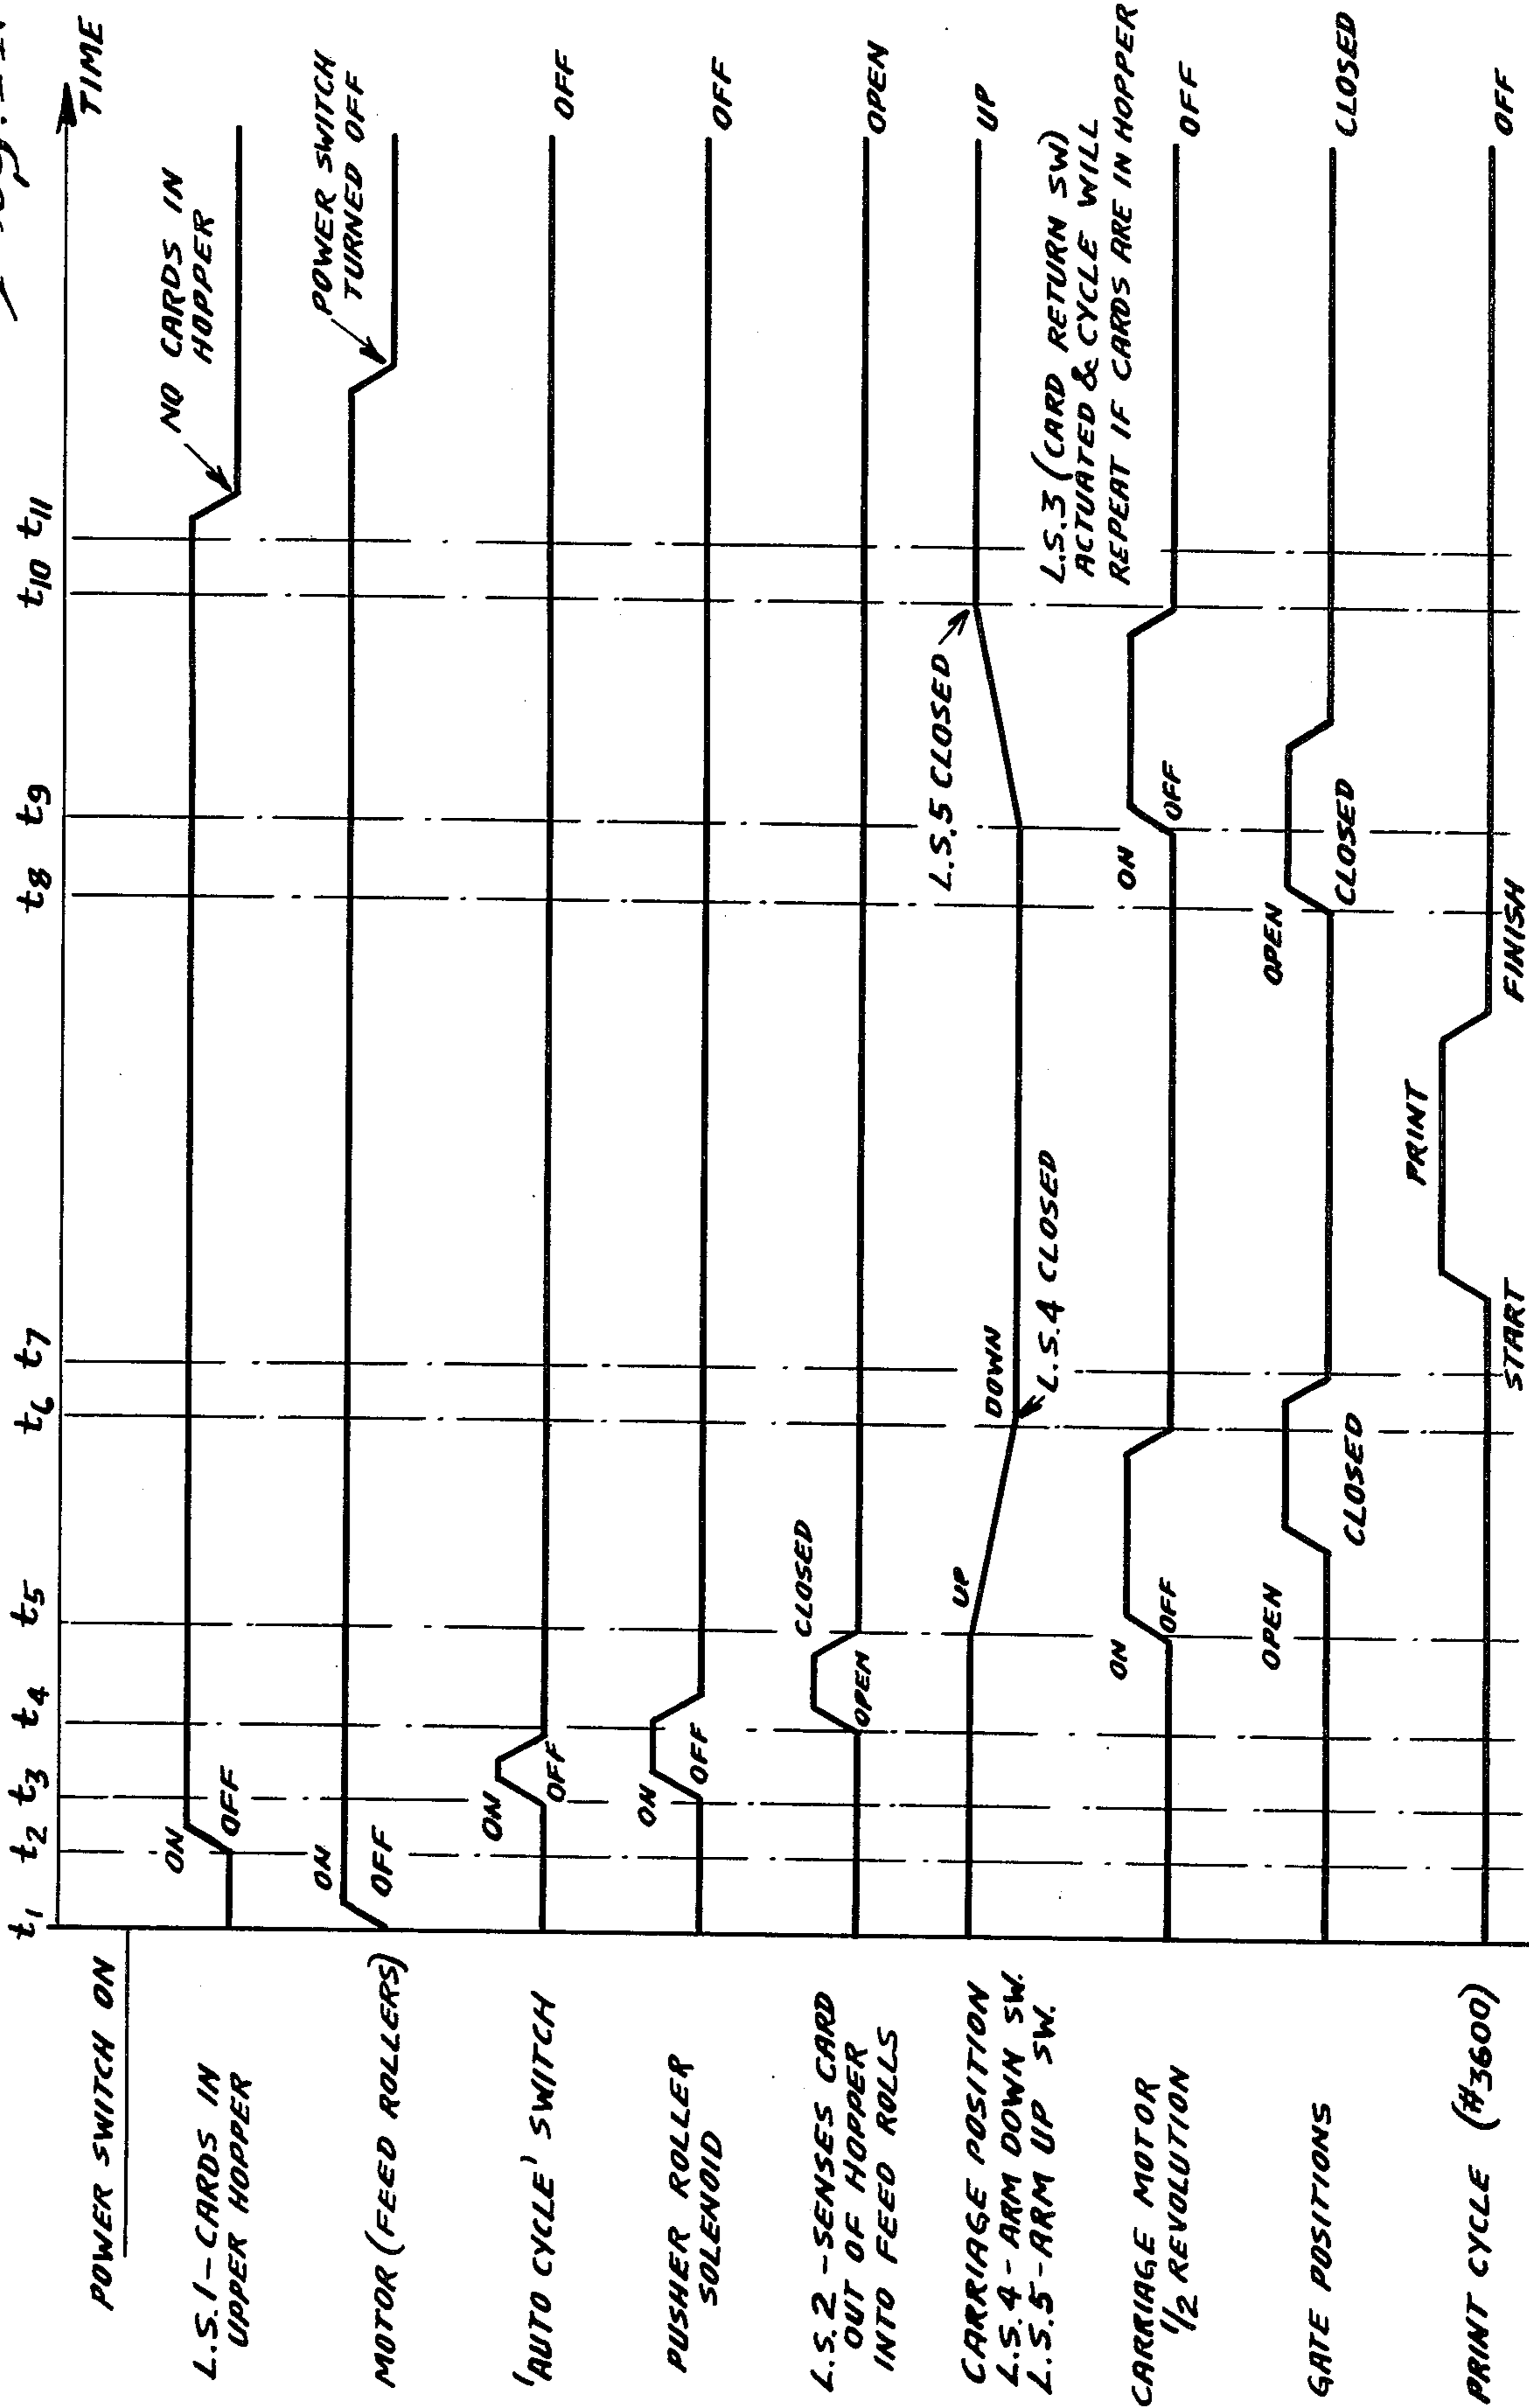 TIME
t1 t2 t3 t4 t5 t6 t7 t8 t9 t10 t11
POWER SWITCH ON
L.S.1-CARDS IN
UPPER HOPPER
ON
OFF
NO CARDS IN
HOPPER
MOTOR (FEED ROLLERS)
ON
OFF
POWER SWITCH
TURNED OFF
'AUTO CYCLE' SWITCH
ON
OFF
OFF
PUSHER ROLLER
SOLENOID
ON
OFF
OFF
L.S.2-SENSES CARD
OUT OF HOPPER
INTO FEED ROLLS
CLOSED
OPEN
OPEN
CARRIAGE POSITION
L.S.4-ARM DOWN SW.
L.S.5-ARM UP SW.
UP
DOWN
L.S.4 CLOSED
L.S.5 CLOSED
UP
L.S.3 (CARD RETURN SW)
ACTUATED & CYCLE WILL
REPEAT IF CARDS ARE IN HOPPER
CARRIAGE MOTOR
1/2 REVOLUTION
ON
OFF
ON
OFF
OFF
GATE POSITIONS
OPEN
CLOSED
OPEN
CLOSED
CLOSED
PRINT CYCLE (#3600)
START
PRINT
FINISH
OFF